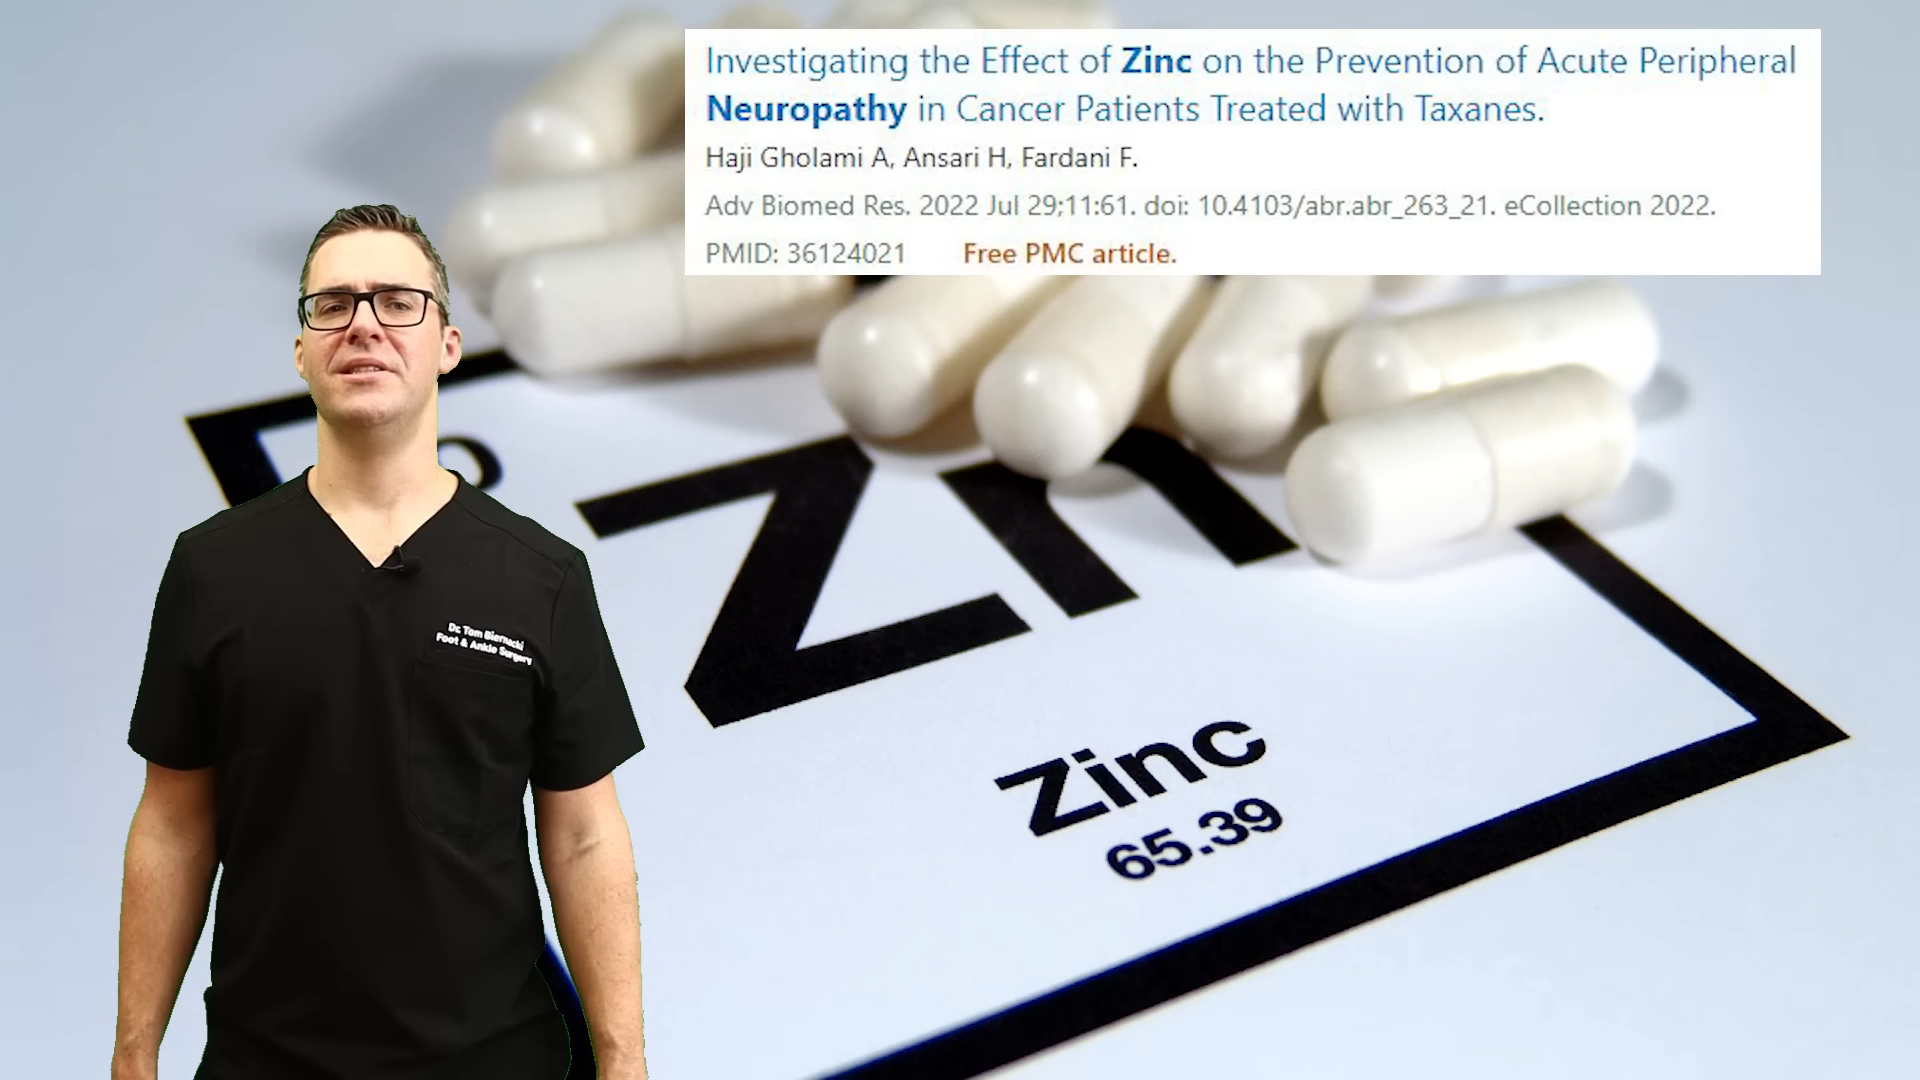 Investigating the Effect of Zinc on the Prevention of Acute Peripheral
Neuropathy in Cancer Patients Treated with Taxanes.
Haji Gholami A, Ansari H, Fardani F.
Adv Biomed Res. 2022 Jul 29;11:61. doi: 10.4103/abr.abr_263_21. eCollection 2022.
PMID: 36124021 Free PMC article.
Zn
Zinc
65.39
Dr. Tom Biernacki
Foot & Ankle Surgery